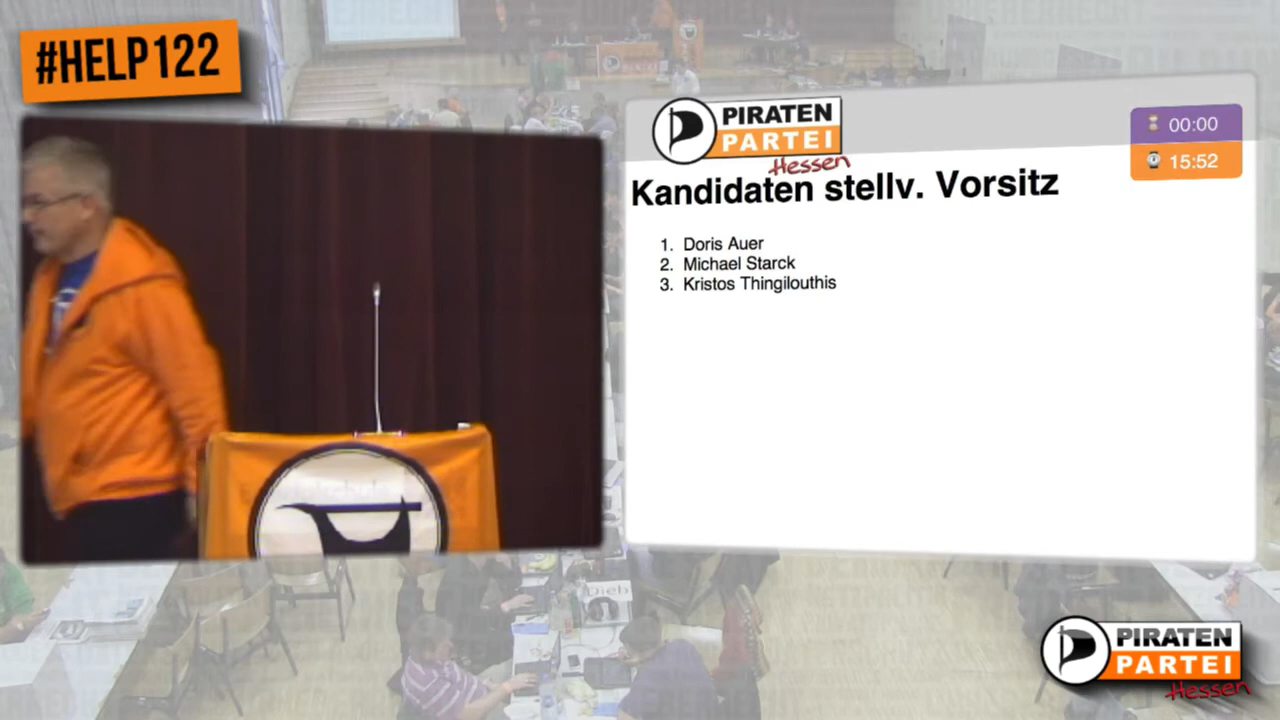 #HELP122
PIRATEN
PARTEI
Hessen
00:00
15:52
Kandidaten stellv. Vorsitz
1. Doris Auer
2. Michael Starck
3. Kristos Thingilouthis
Dieb
PIRATEN
PARTEI
Hessen